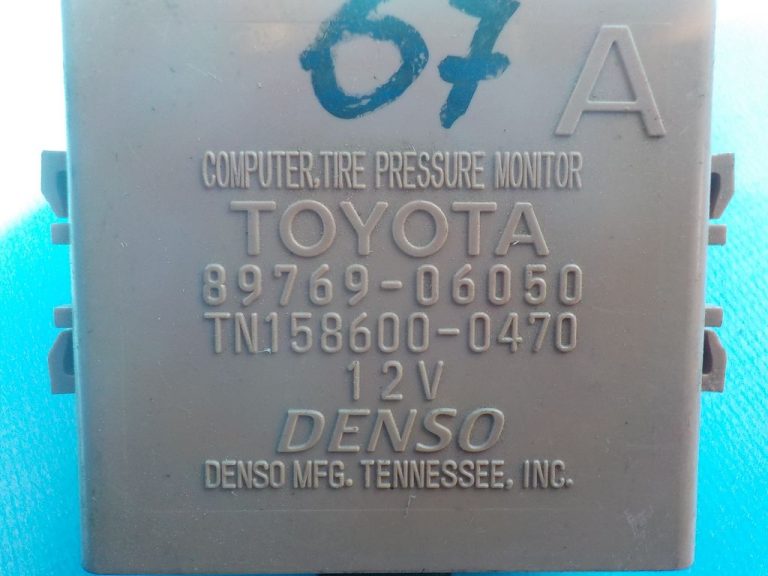 67
A
COMPUTER,TIRE PRESSURE MONITOR
TOYOTA
89769-06050
TN158600-0470
12V
DENSO
DENSO MFG. TENNESSEE, INC.